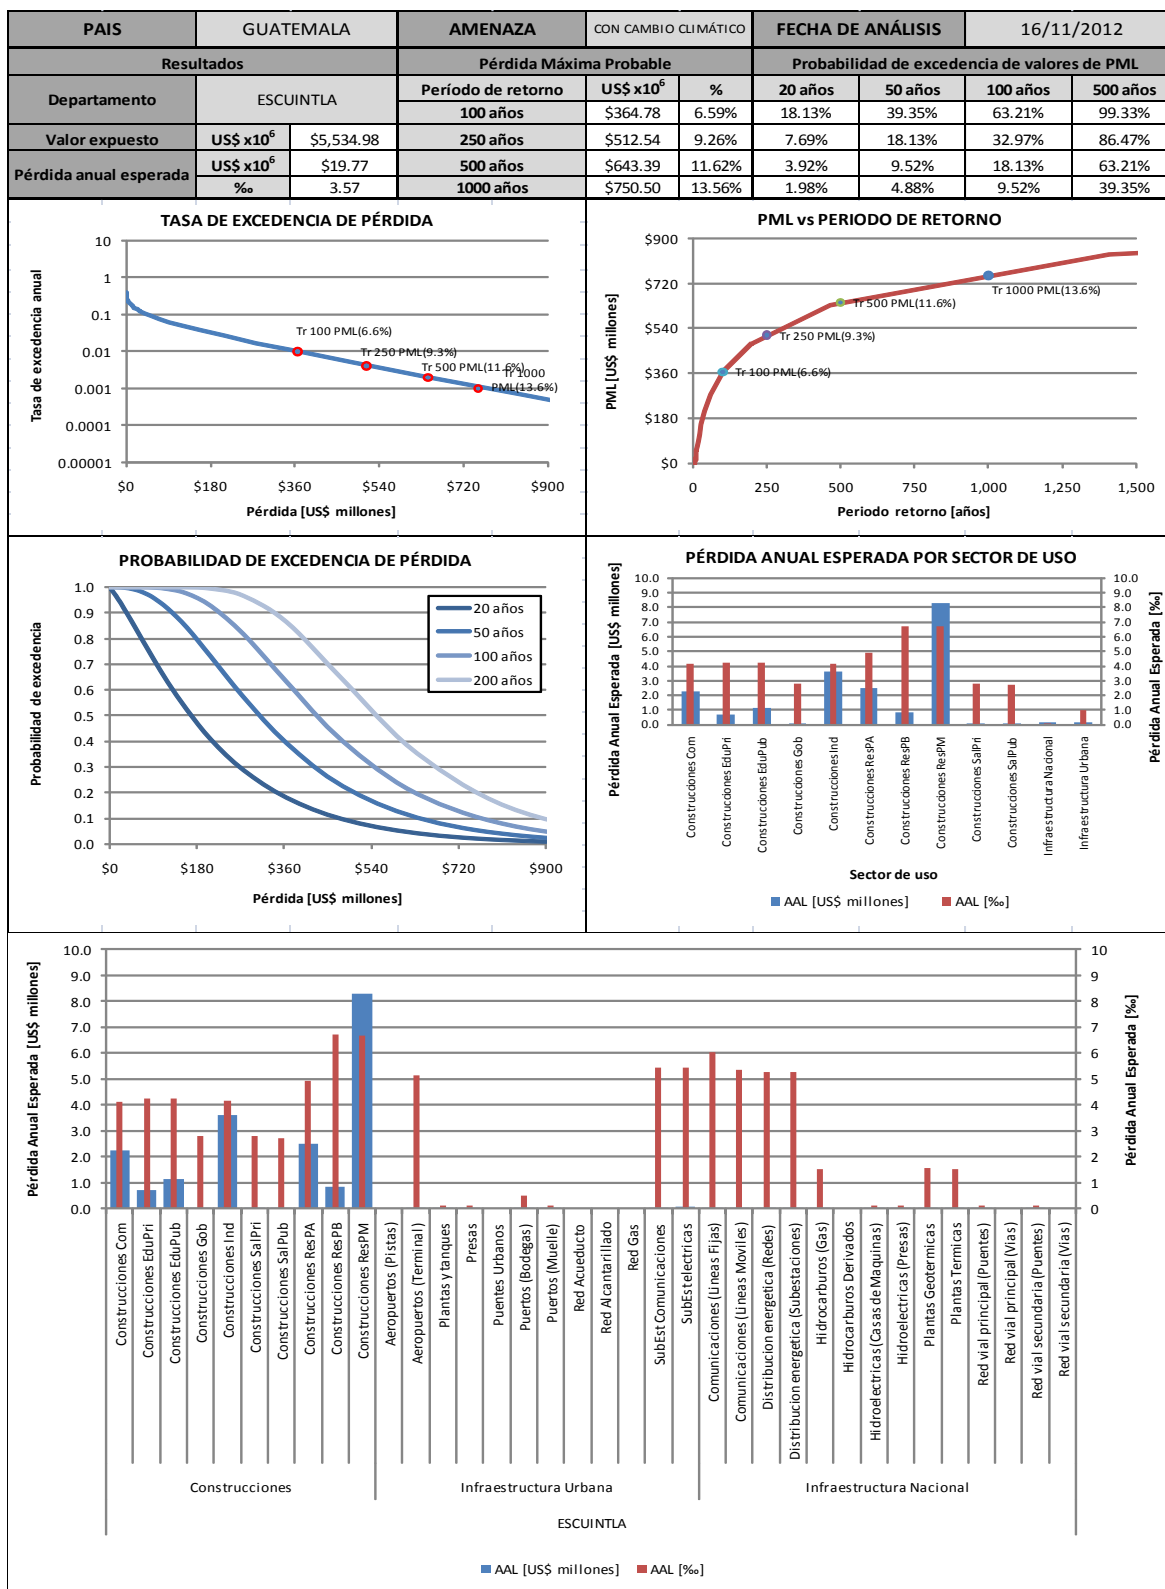 PAIS GUATEMALA AMENAZA CON CAMBIO CLIMÁTICO FECHA DE ANÁLISIS 16/11/2012
Resultados Pérdida Máxima Probable Probabilidad de excedencia de valores de PML
Departamento ESCUINTLA Período de retorno US$ x10⁶ % 20 años 50 años 100 años 500 años
100 años $364.78 6.59% 18.13% 39.35% 63.21% 99.33%
Valor expuesto US$ x10⁶ $5,534.98 250 años $512.54 9.26% 7.69% 18.13% 32.97% 86.47%
Pérdida anual esperada US$ x10⁶ $19.77 500 años $643.39 11.62% 3.92% 9.52% 18.13% 63.21%
‰ 3.57 1000 años $750.50 13.56% 1.98% 4.88% 9.52% 39.35%
TASA DE EXCEDENCIA DE PÉRDIDA
Tasa de excedencia anual
10
1
0.1
0.01
0.001
0.0001
0.00001
Tr 100 PML(6.6%)
Tr 250 PML(9.3%)
Tr 500 PML(11.6%)
Tr 1000
PML(13.6%)
$0 $180 $360 $540 $720 $900
Pérdida [US$ millones]
PML vs PERIODO DE RETORNO
PML [US$ millones]
$900
$720
$540
$360
$180
$0
Tr 1000 PML(13.6%)
Tr 500 PML(11.6%)
Tr 250 PML(9.3%)
Tr 100 PML(6.6%)
0 250 500 750 1,000 1,250 1,500
Periodo retorno [años]
PROBABILIDAD DE EXCEDENCIA DE PÉRDIDA
Probabilidad de excedencia
1.0
0.9
0.8
0.7
0.6
0.5
0.4
0.3
0.2
0.1
0.0
20 años
50 años
100 años
200 años
$0 $180 $360 $540 $720 $900
Pérdida [US$ millones]
PÉRDIDA ANUAL ESPERADA POR SECTOR DE USO
Pérdida Anual Esperada [US$ millones]
10.0
9.0
8.0
7.0
6.0
5.0
4.0
3.0
2.0
1.0
0.0
10.0
9.0
8.0
7.0
6.0
5.0
4.0
3.0
2.0
1.0
0.0
Pérdida Anual Esperada [‰]
Construcciones Com
Construcciones EduPri
Construcciones EduPub
Construcciones Gob
Construcciones Ind
Construcciones ResPA
Construcciones ResPB
Construcciones ResPM
Construcciones SalPri
Construcciones SalPub
Infraestructura Nacional
Infraestructura Urbana
Sector de uso
AAL [US$ millones] AAL [‰]
Pérdida Anual Esperada [US$ millones]
10.0
9.0
8.0
7.0
6.0
5.0
4.0
3.0
2.0
1.0
0.0
10
9
8
7
6
5
4
3
2
1
0
Pérdida Anual Esperada [‰]
Construcciones Com
Construcciones EduPri
Construcciones EduPub
Construcciones Gob
Construcciones Ind
Construcciones SalPri
Construcciones SalPub
Construcciones ResPA
Construcciones ResPB
Construcciones ResPM
Aeropuertos (Pistas)
Aeropuertos (Terminal)
Plantas y tanques
Presas
Puentes Urbanos
Puertos (Bodegas)
Puertos (Muelle)
Red Acueducto
Red Alcantarillado
Red Gas
SubEst Comunicaciones
SubEst electricas
Comunicaciones (Lineas Fijas)
Comunicaciones (Lineas Moviles)
Distribucion energetica (Redes)
Distribucion energetica (Subestaciones)
Hidrocarburos (Gas)
Hidrocarburos Derivados
Hidroelectricas (Casas de Maquinas)
Hidroelectricas (Presas)
Plantas Geotermicas
Plantas Termicas
Red vial principal (Puentes)
Red vial principal (Vias)
Red vial secundaria (Puentes)
Red vial secundaria (Vias)
Construcciones Infraestructura Urbana Infraestructura Nacional
ESCUINTLA
AAL [US$ millones] AAL [‰]